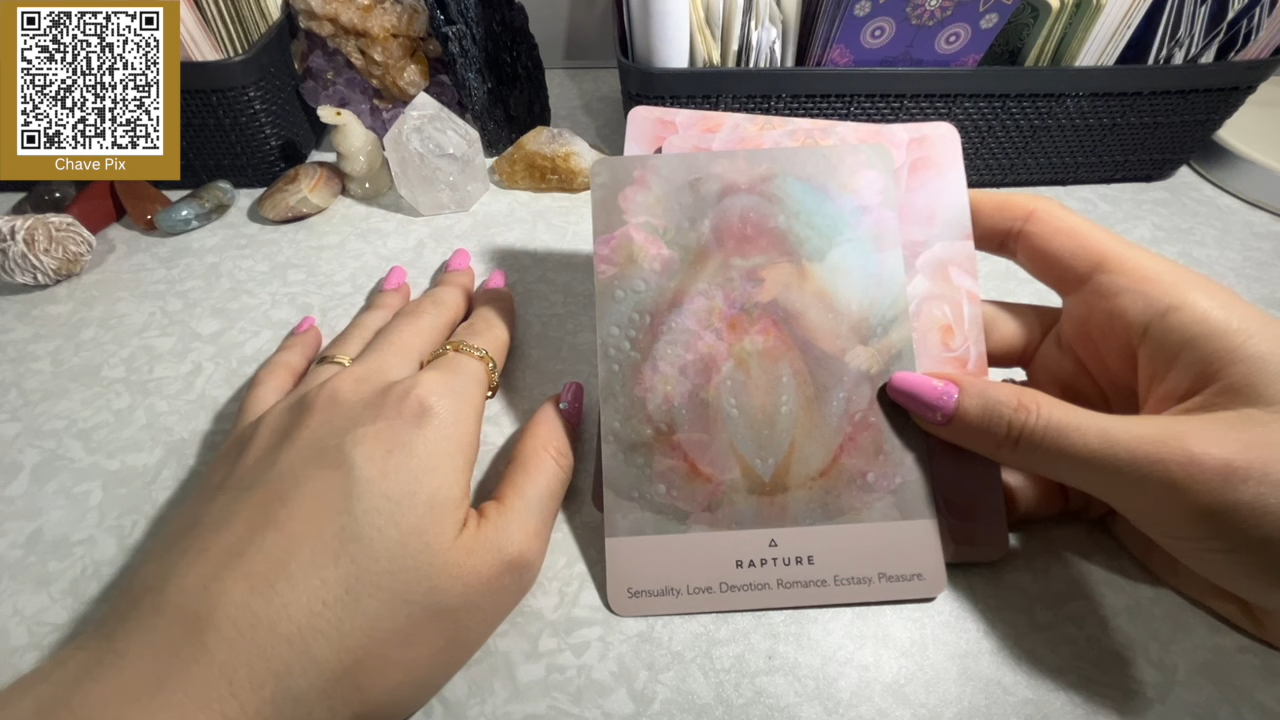 Chave Pix
RAPTURE
Sensuality. Love. Devotion. Romance. Ecstasy. Pleasure.